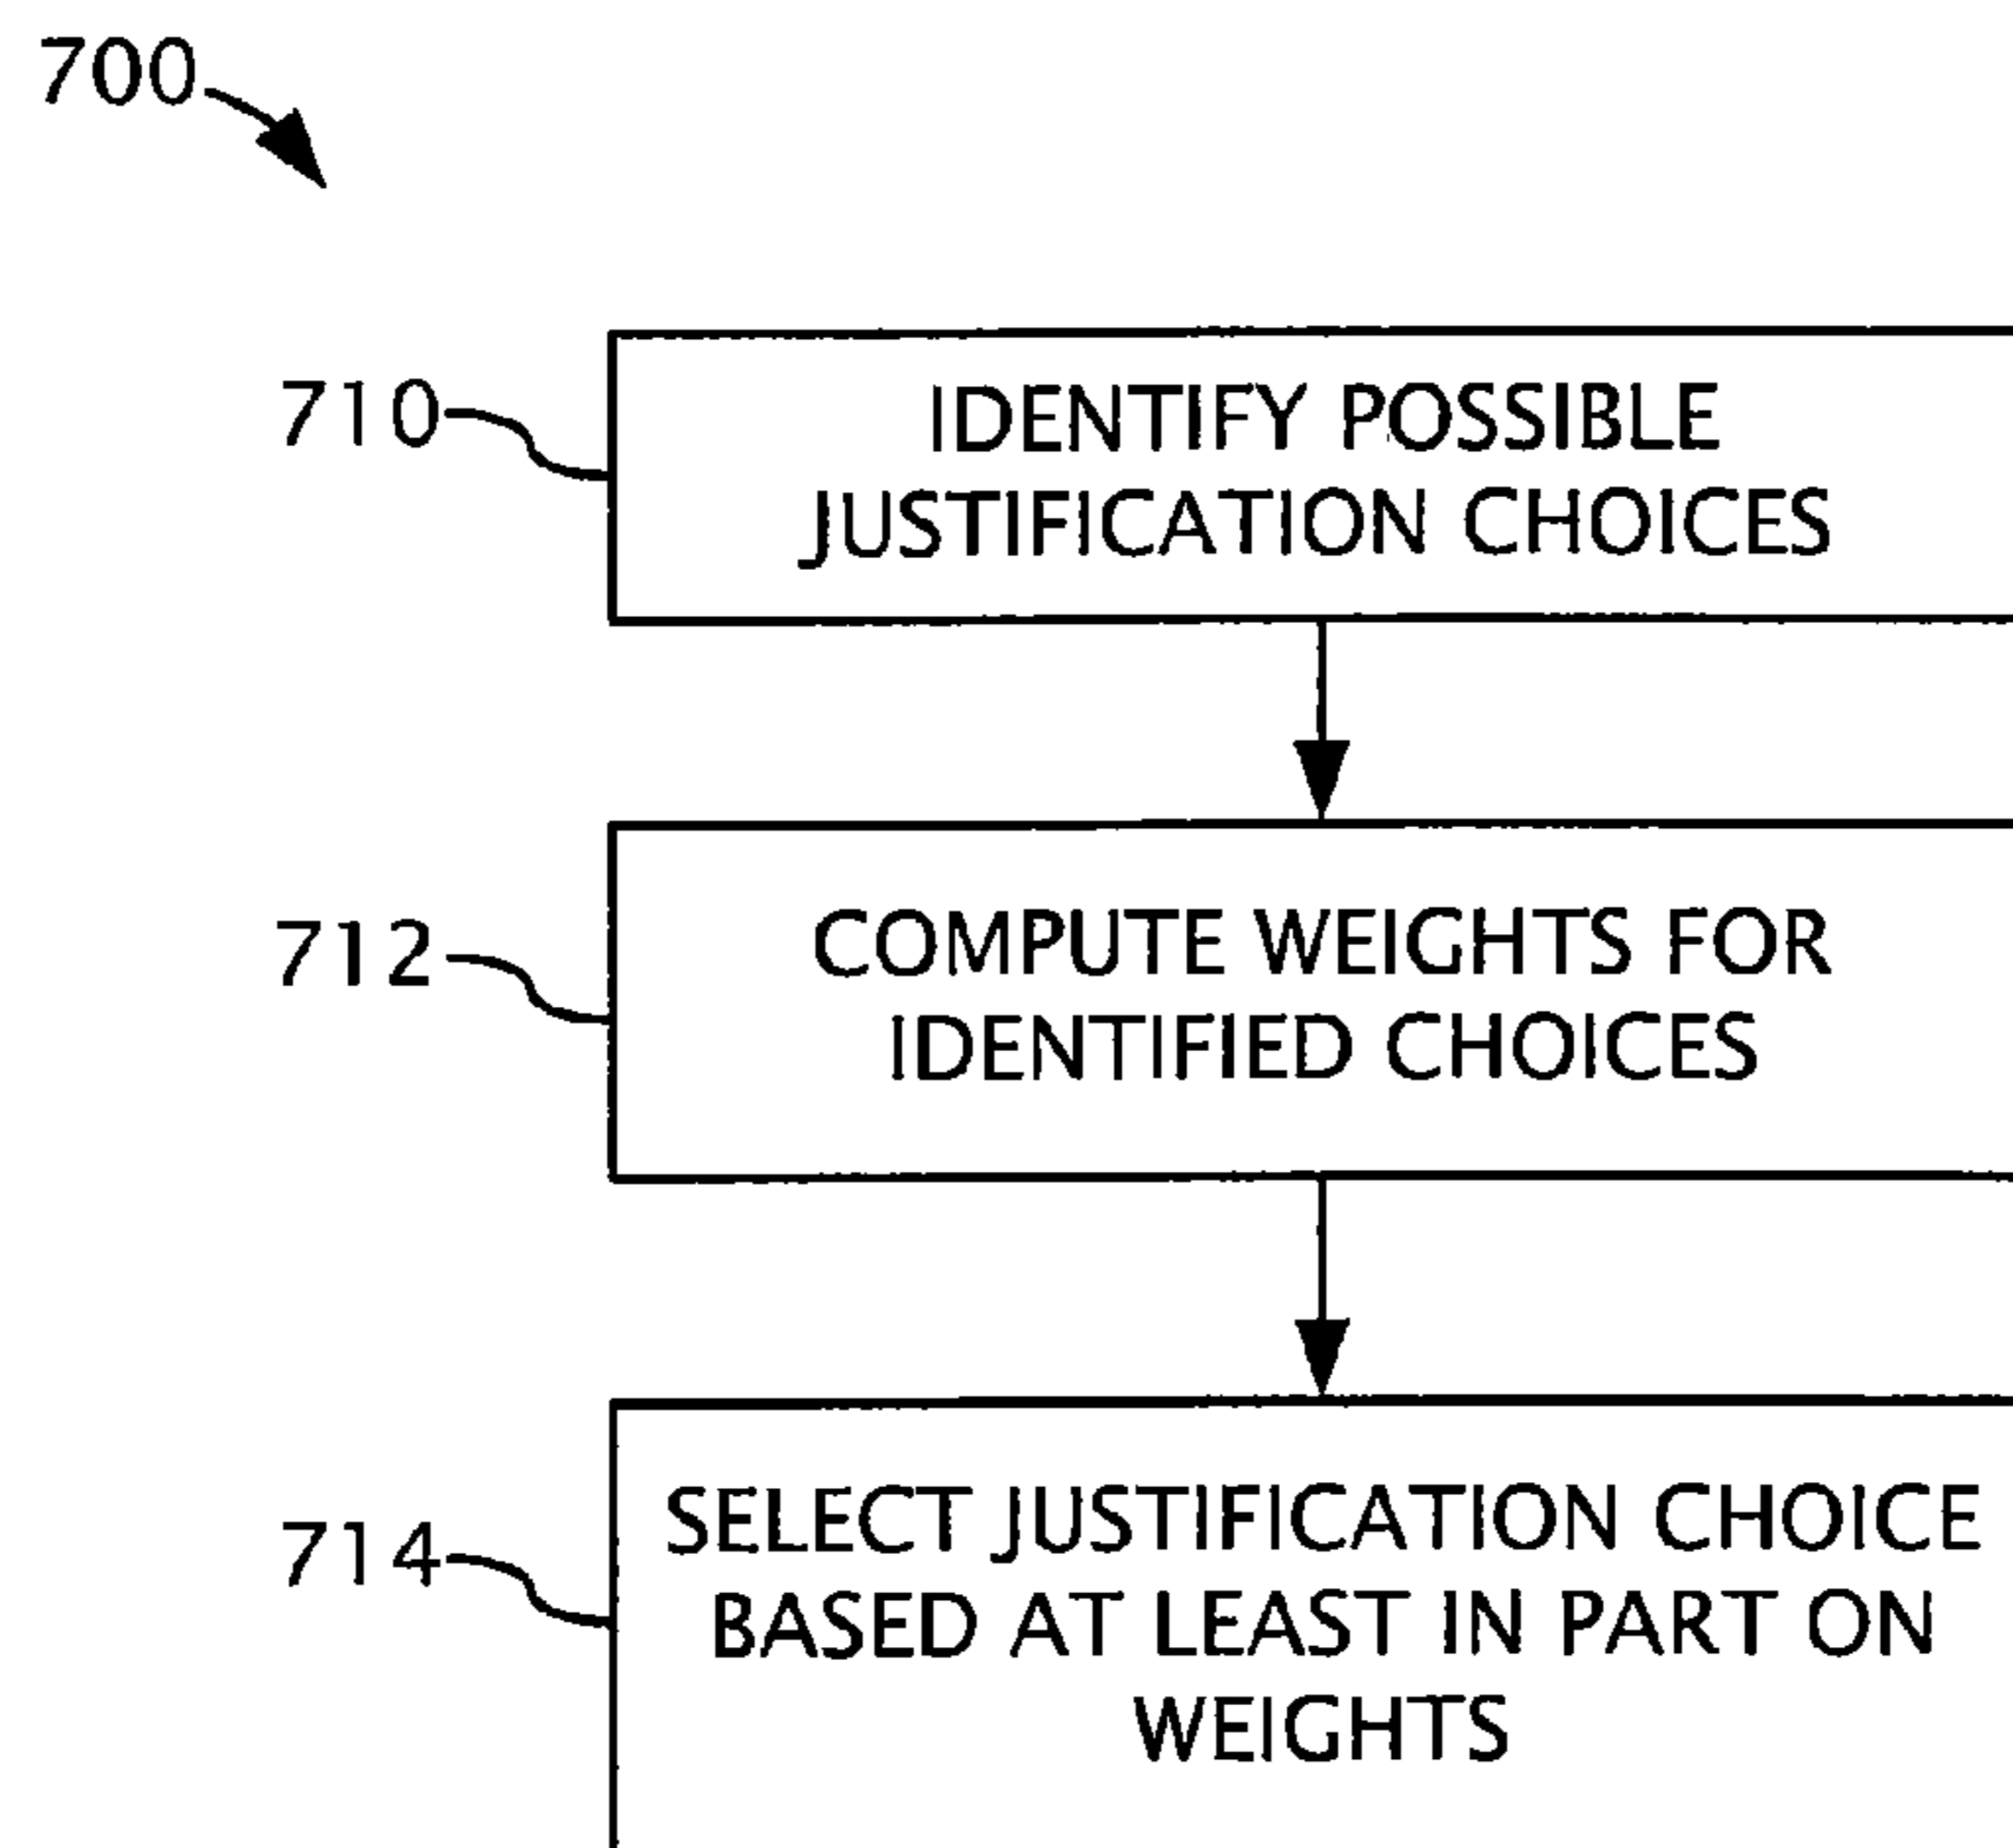 700
710
IDENTIFY POSSIBLE
JUSTIFICATION CHOICES
712
COMPUTE WEIGHTS FOR
IDENTIFIED CHOICES
714
SELECT JUSTIFICATION CHOICE
BASED AT LEAST IN PART ON
WEIGHTS